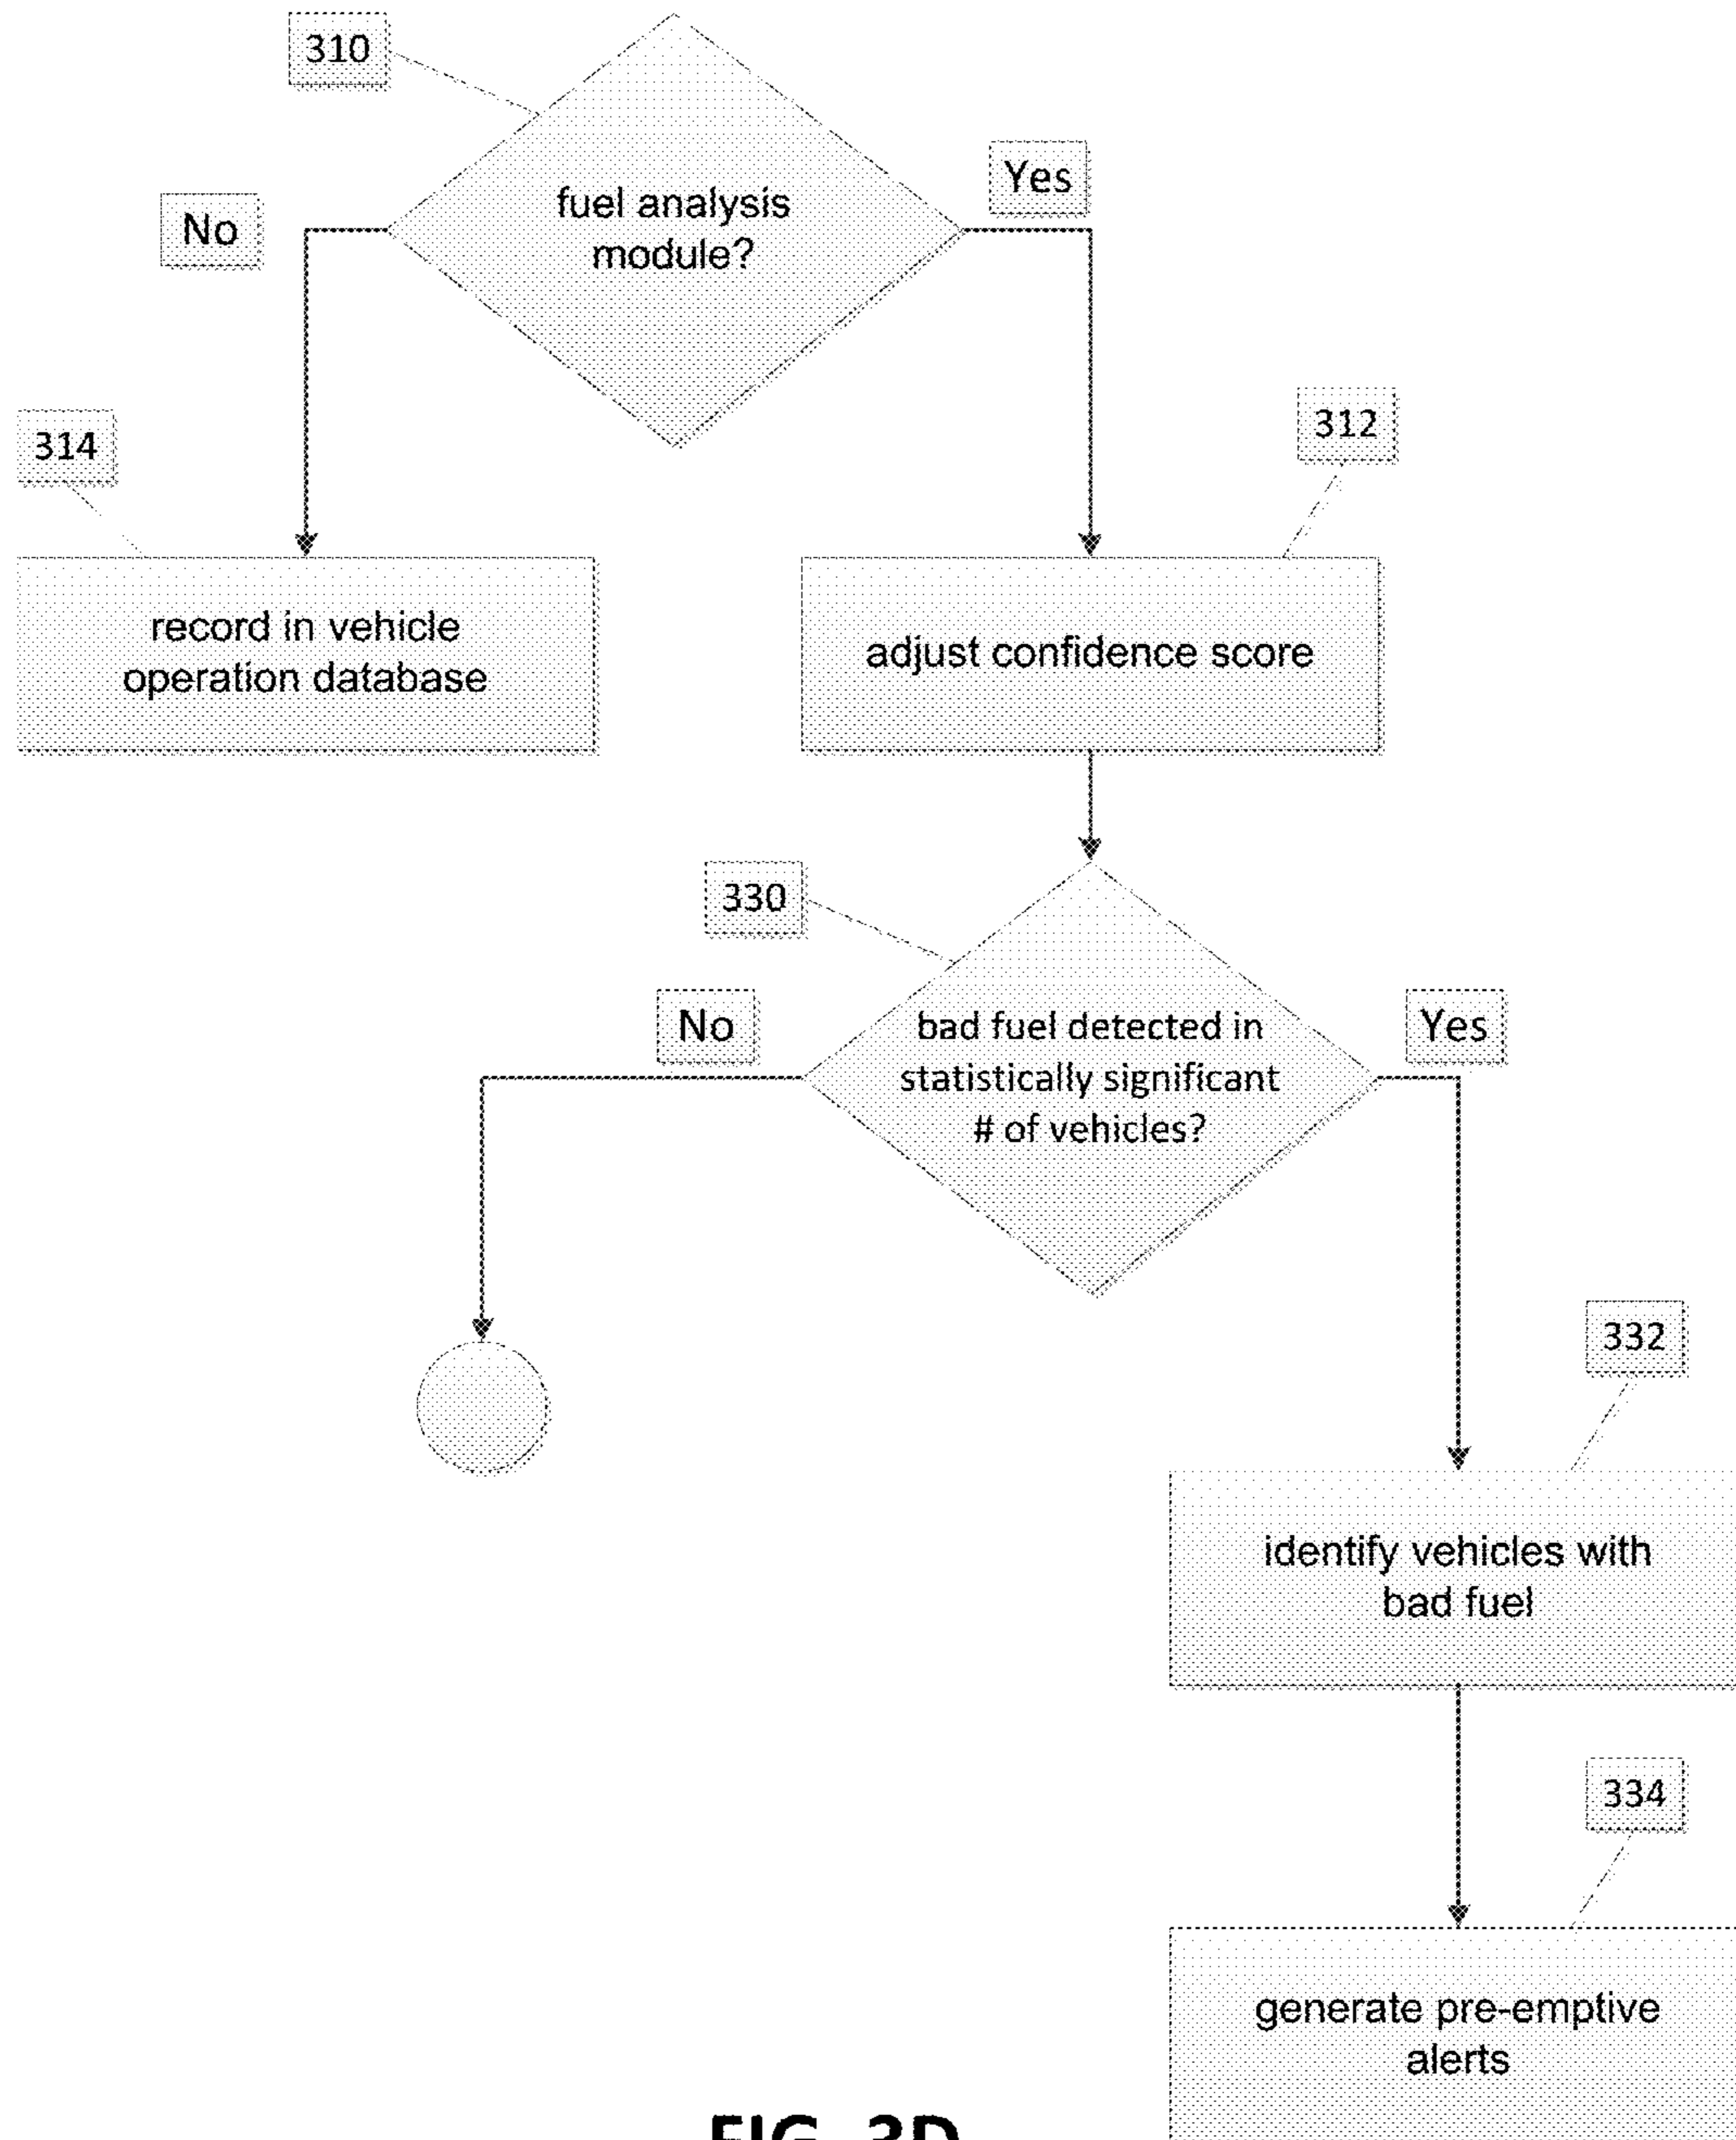 310
fuel analysis
module?
No
Yes
314
312
record in vehicle
operation database
adjust confidence score
330
No
Yes
bad fuel detected in
statistically significant
# of vehicles?
332
identify vehicles with
bad fuel
334
generate pre-emptive
alerts
FIG. 3D